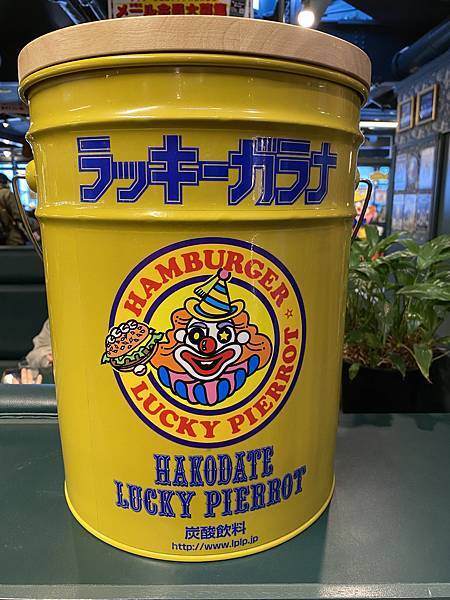 ラッキーガラナ
HAMBURGER ☆
LUCKY PIERROT
HAKODATE
LUCKY PIERROT
炭酸飲料
http://www.lplp.jp